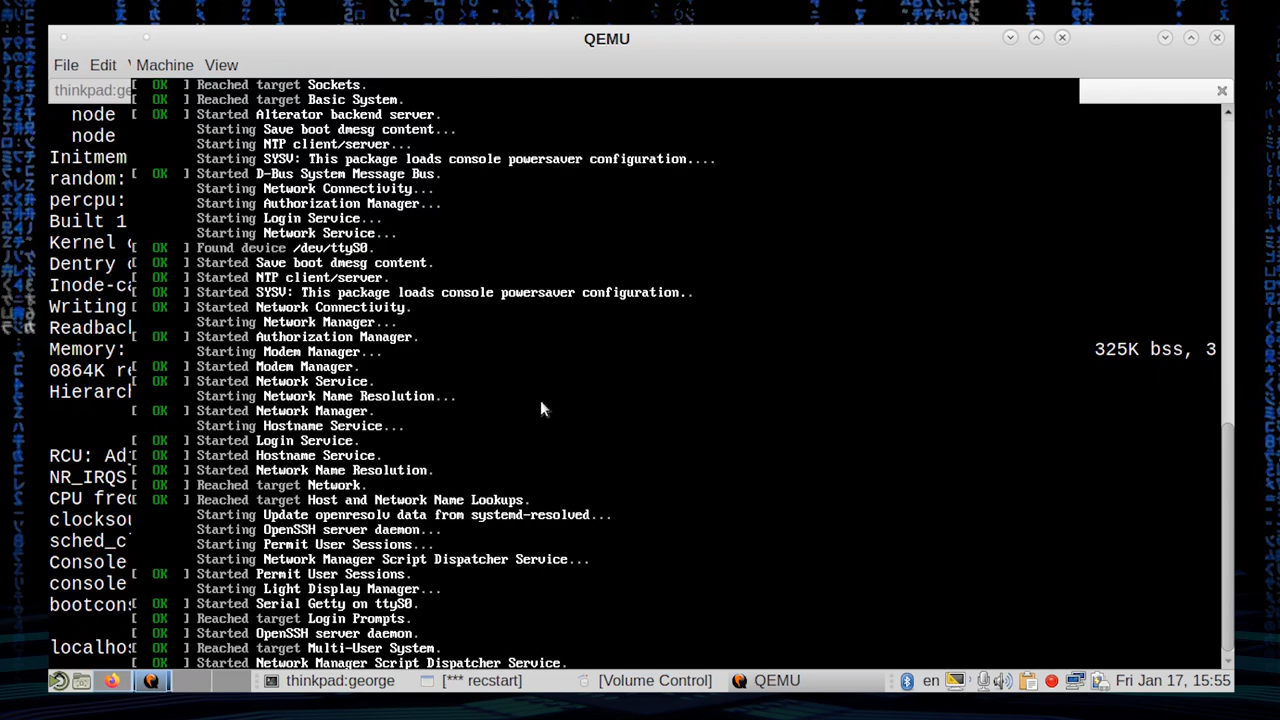 QEMU
File Edit Machine View
thinkpad:ge
[ OK ] Reached target Sockets.
[ OK ] Reached target Basic System.
[ OK ] Started Alterator backend server.
Starting Save boot dmesg content...
Starting NTP client/server...
Starting SYSV: This package loads console powersaver configuration....
[ OK ] Started D-Bus System Message Bus.
Starting Network Connectivity...
Starting Authorization Manager...
Starting Login Service...
Starting Network Service...
[ OK ] Found device /dev/ttyS0.
[ OK ] Started Save boot dmesg content.
[ OK ] Started NTP client/server.
[ OK ] Started SYSV: This package loads console powersaver configuration..
[ OK ] Started Network Connectivity.
Starting Network Manager...
[ OK ] Started Authorization Manager.
Starting Modem Manager...
[ OK ] Started Modem Manager.
[ OK ] Started Network Service.
Starting Network Name Resolution...
[ OK ] Started Network Manager.
Starting Hostname Service...
[ OK ] Started Login Service.
[ OK ] Started Hostname Service.
[ OK ] Started Network Name Resolution.
[ OK ] Reached target Network.
[ OK ] Reached target Host and Network Name Lookups.
Starting Update openresolv data from systemd-resolved...
Starting OpenSSH server daemon...
Starting Permit User Sessions...
Starting Network Manager Script Dispatcher Service...
[ OK ] Started Permit User Sessions.
Starting Light Display Manager...
[ OK ] Started Serial Getty on ttyS0.
[ OK ] Reached target Login Prompts.
[ OK ] Started OpenSSH server daemon.
[ OK ] Reached target Multi-User System.
[ OK ] Started Network Manager Script Dispatcher Service.
node
node
Initmem
random:
percpu:
Built 1
Kernel
Dentry
Inode-ca
Writing
Readback
Memory:
325K bss, 3
0864K re
Hierarch
RCU: Ad
NR_IRQS
CPU fre
clocksou
sched_c
Console
console
bootcons
localhos
thinkpad:george
[*** recstart]
[Volume Control]
QEMU
en
Fri Jan 17, 15:55